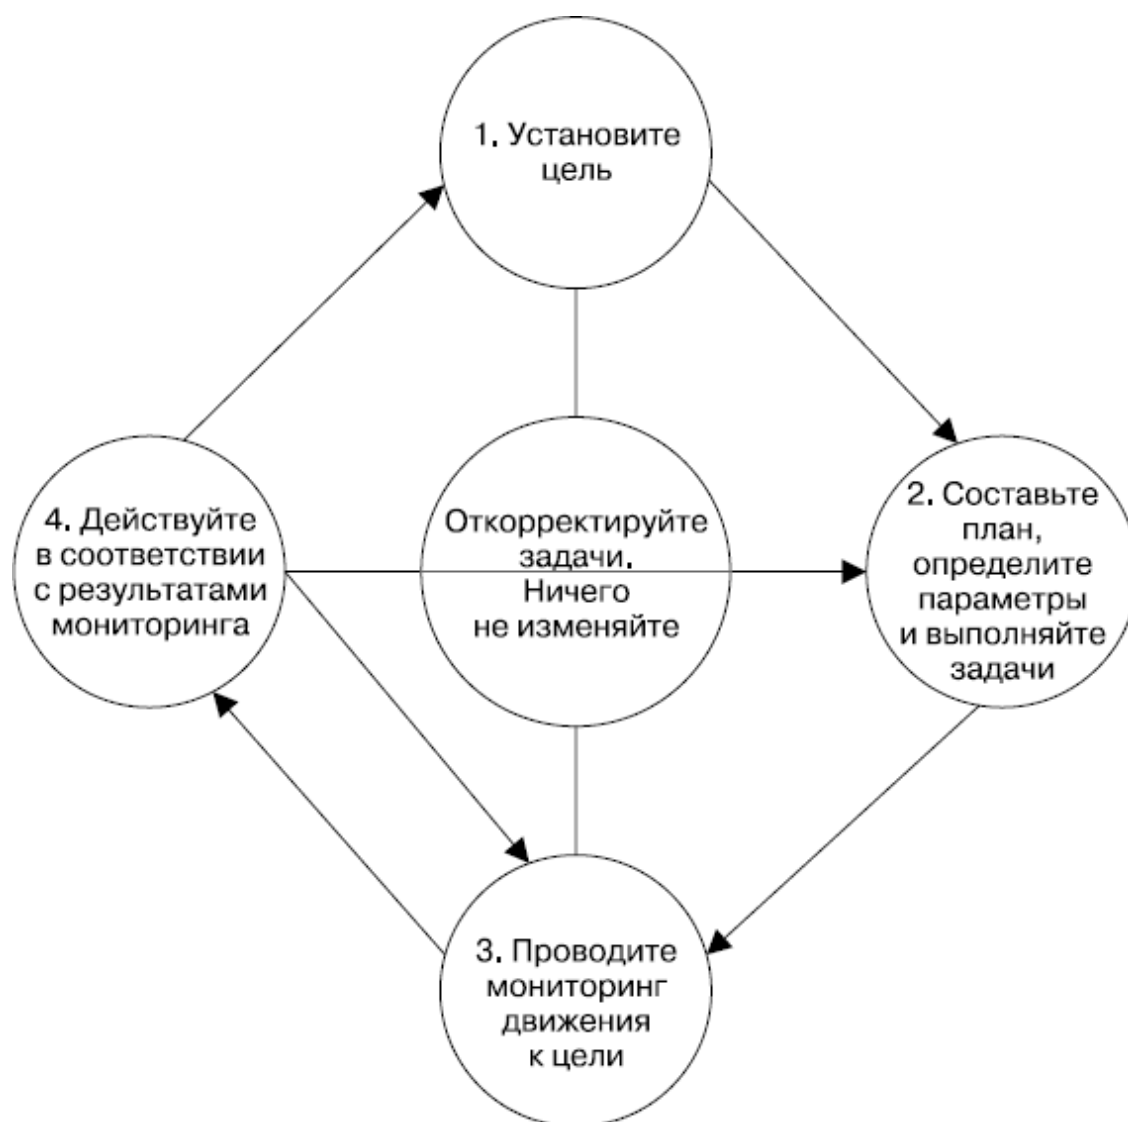 1. Установите
цель
4. Действуйте
в соответствии
с результатами
мониторинга
Откорректируйте
задачи.
Ничего
не изменяйте
2. Составьте
план,
определите
параметры
и выполняйте
задачи
3. Проводите
мониторинг
движения
к цели